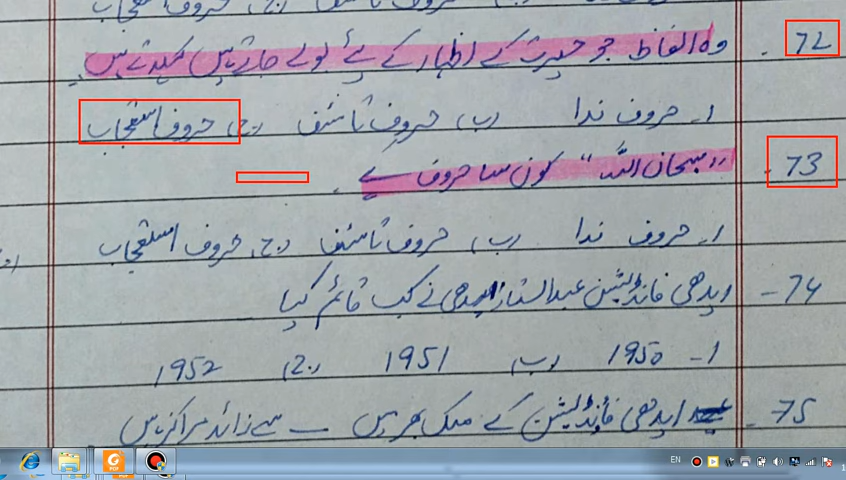 72. وہ الفاظ جو حیرت کے اظہار کے لئے بولے جاتے ہیں کہلاتے ہیں
ا۔ حروف ندا (ب) حروف تاسف (ج) حروف استعجاب
73. "سبحان اللہ" کون سا حروف ہے۔
ا۔ حروف ندا (ب) حروف تاسف (ج) حروف استعجاب
74 - ایدھی فاؤنڈیشن عبدالستار ایدھی نے کب قائم کیا
ا۔ 1950 (ب) 1951 (ج) 1952
75 - ایدھی فاؤنڈیشن کے ملک بھر میں — سے زائد مراکز ہیں
EN